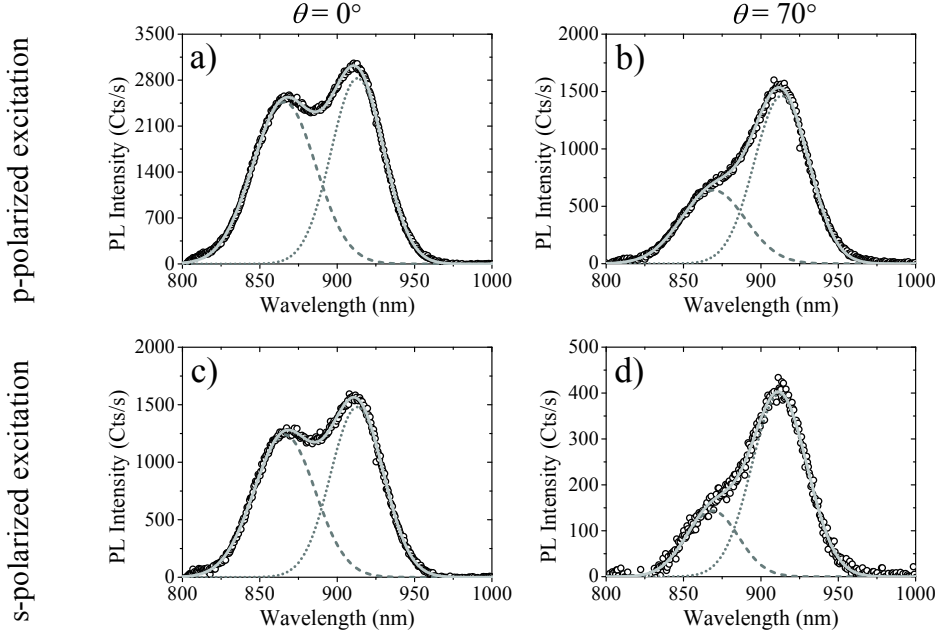 θ = 0°
θ = 70°
p-polarized excitation
a)
PL Intensity (Cts/s)
3500
2800
2100
1400
700
0
800 850 900 950 1000
Wavelength (nm)
b)
PL Intensity (Cts/s)
2000
1500
1000
500
0
800 850 900 950 1000
Wavelength (nm)
s-polarized excitation
c)
PL Intensity (Cts/s)
2000
1500
1000
500
0
800 850 900 950 1000
Wavelength (nm)
d)
PL Intensity (Cts/s)
500
400
300
200
100
0
800 850 900 950 1000
Wavelength (nm)